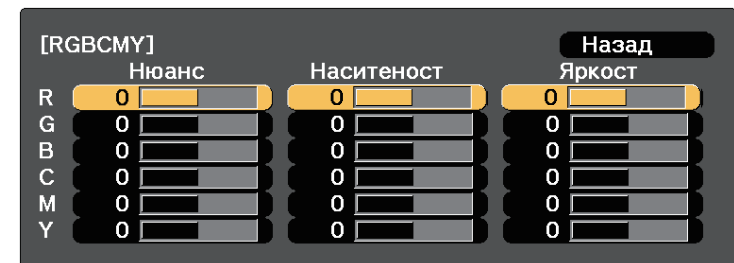 [RGBCMY] Назад
Нюанс Наситеност Яркост
R 0 0 0
G 0 0 0
B 0 0 0
C 0 0 0
M 0 0 0
Y 0 0 0